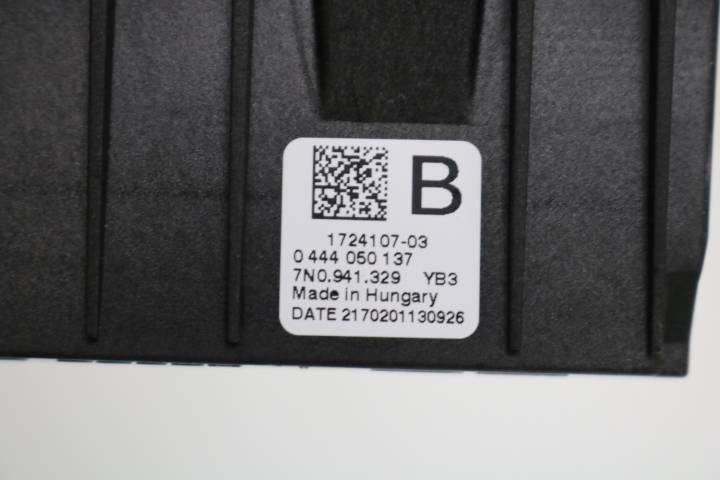 B
1724107-03
0 444 050 137
7N0.941.329 YB3
Made in Hungary
DATE 2170201130926